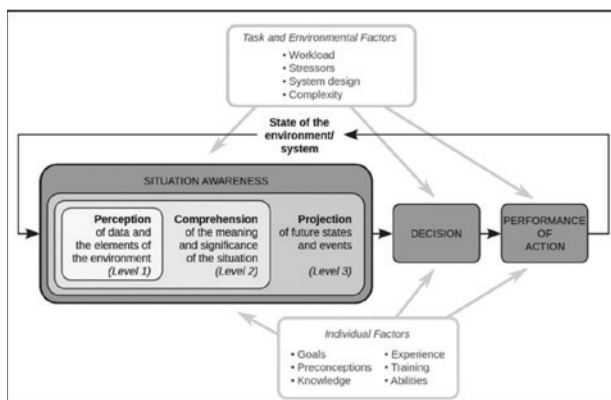 Task and Environmental Factors
• Workload
• Stressors
• System design
• Complexity
State of the
environment/
system
SITUATION AWARENESS
Perception
of data and
the elements of
the environment
(Level 1)
Comprehension
of the meaning
and significance
of the situation
(Level 2)
Projection
of future states
and events
(Level 3)
DECISION
PERFORMANCE
OF
ACTION
Individual Factors
• Goals
• Preconceptions
• Knowledge
• Experience
• Training
• Abilities